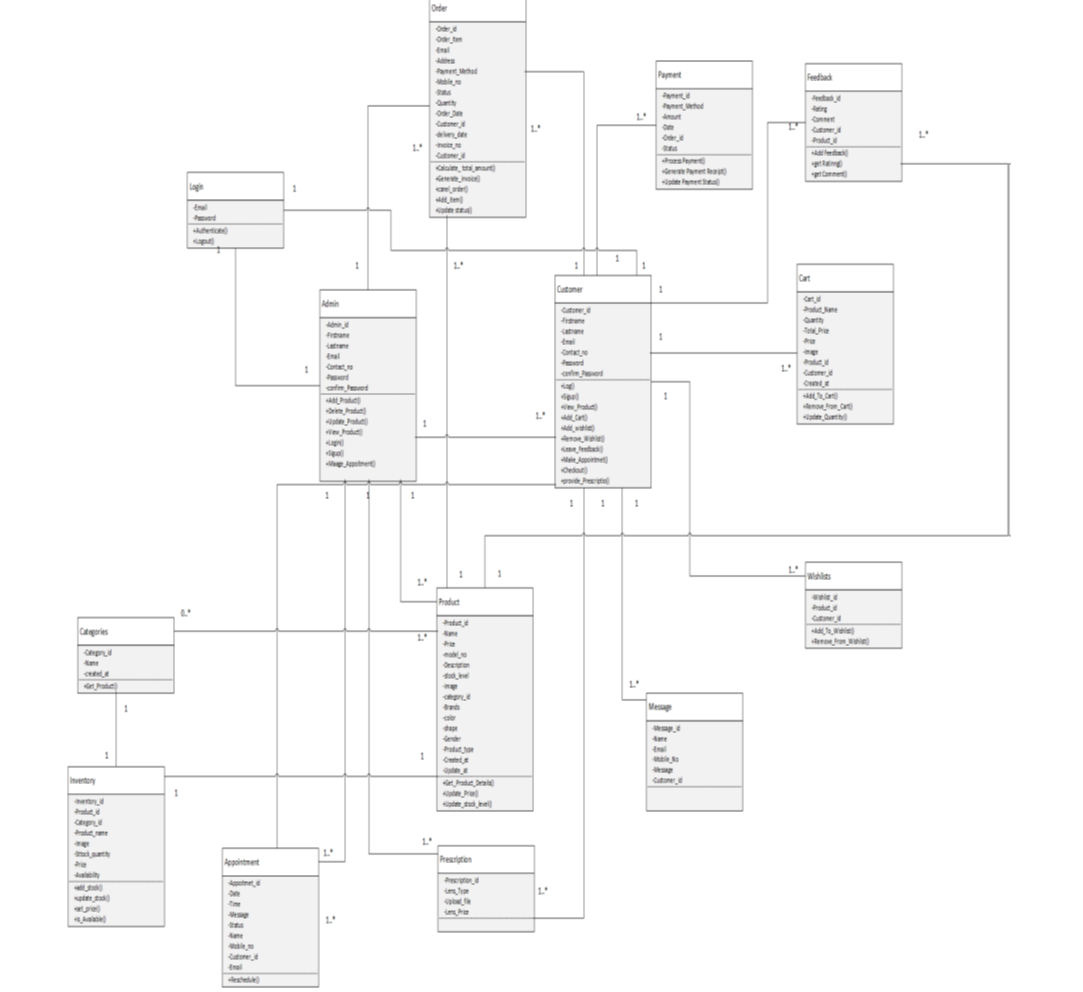 Order
-Order_id
-Order_Item
-Email
-Address
-Payment_Method
-Mobile_no
-Status
-Quantity
-Order_Date
-Customer_id
-delivery_date
-Invoice_no
-Customer_id
+Calculate_ total_amount()
+Generate_invoice()
+canel_order()
+Add_item()
+Update status()
1..*
1..*
1..*
Payment
-Payment_id
-Payment_Method
-Amount
-Date
-Order_id
-Status
+Process Payment()
+Generate Payment Receipt()
+Update Payment Status()
1..*
Feedback
-Feedback_id
-Rating
-Comment
-Customer_id
-Product_id
+Add Feedback()
+get Ratimg()
+get Comment()
1..*
1..*
Login
-Email
-Password
+Authenticate()
+Logout()
1
1
Admin
-Admin_id
-Firstname
-Lastname
-Email
-Contact_no
-Password
-confirm_Password
+Add_Product()
+Delete_Product()
+Update_Product()
+View_Product()
+Login()
+Sigup()
+Maage_Appoitment()
1
1
1
1
1
1
Customer
-Customer_id
-Firstname
-Lastname
-Email
-Contact_no
-Password
-confirm_Password
+Log()
+Sigup()
+View_Product()
+Add_Cart()
+Add_wishlist()
+Remove_Wishlist()
+Leave_Feedback()
+Make_Appointmet()
+Checkout()
+provide_Prescriptio()
1
1
1
1
1
1
1..*
1
1
1
Cart
-Cart_id
-Product_Name
-Quantity
-Total_Price
-Price
-Image
-Product_id
-Customer_id
-Created_at
+Add_To_Cart()
+Remove_From_Cart()
+Update_Quantity()
1..*
Wishlists
-Wishlist_id
-Product_id
-Customer_id
+Add_To_Wishlist()
+Remove_From_Wishlist()
1..*
Categories
-Category_id
-Name
-created_at
+Get_Product()
0..*
1
Product
-Product_id
-Name
-Price
-model_no
-Description
-stock_level
-Image
-category_id
-Brands
-color
-shape
-Gender
-Product_type
-Created_at
-Update_at
+Get_Product_Details()
+Update_Price()
+Update_stock_level()
1..*
1
1
1..*
1
Message
-Message_id
-Name
-Email
-Mobile_No
-Message
-Customer_id
1..*
Inventory
-Inventory_id
-Product_id
-Category_id
-Product_name
-Image
-Sttock_quantity
-Price
-Availability
+add_stock()
+update_stock()
+set_price()
+Is_Available()
1
1
Appointment
-Appoitmet_id
-Date
-Time
-Message
-Status
-Name
-Mobile_no
-Customer_id
-Email
+Reschedule()
1..*
1..*
Prescription
-Prescription_id
-Lens_Type
-Upload_file
-Lens_Price
1..*
1..*